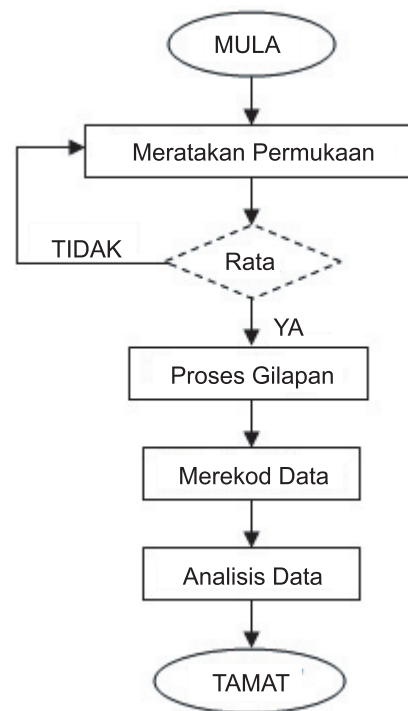 MULA
Meratakan Permukaan
TIDAK
Rata
YA
Proses Gilapan
Merekod Data
Analisis Data
TAMAT